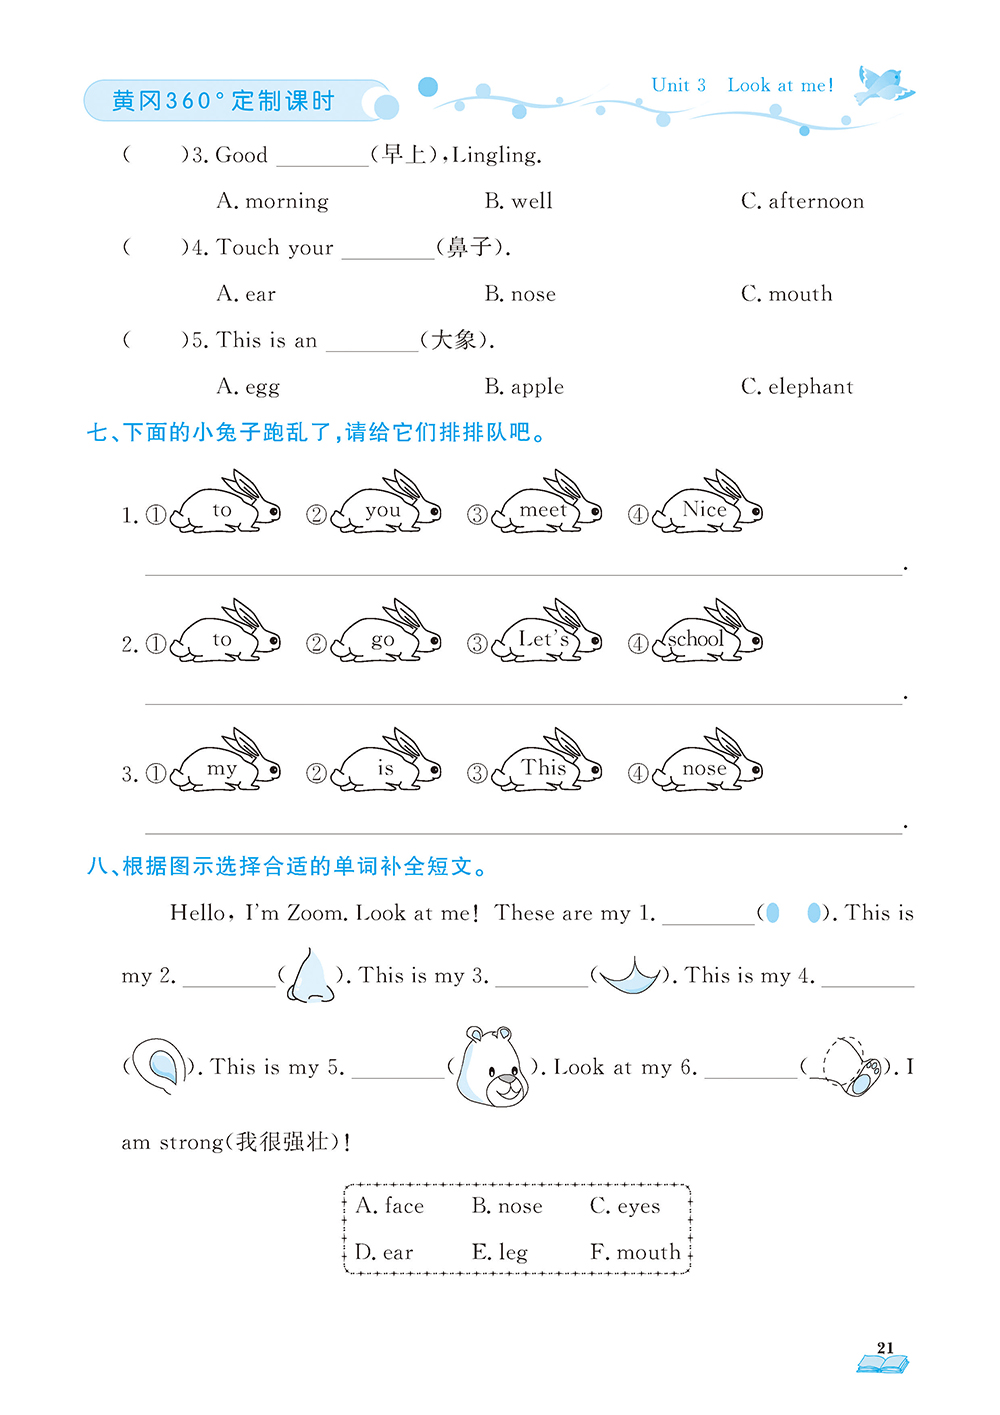 黄冈360°定制课时
Unit 3 Look at me!
( )3. Good ________(早上),Lingling.
A. morning B. well C. afternoon
( )4. Touch your ________(鼻子).
A. ear B. nose C. mouth
( )5. This is an ________(大象).
A. egg B. apple C. elephant
七、下面的小兔子跑乱了,请给它们排排队吧。
1. ① to ② you ③ meet ④ Nice
.
2. ① to ② go ③ Let's ④ school
.
3. ① my ② is ③ This ④ nose
.
八、根据图示选择合适的单词补全短文。
Hello, I'm Zoom. Look at me! These are my 1. ________( ). This is
my 2. ________( ). This is my 3. ________( ). This is my 4. ________
( ). This is my 5. ________( ). Look at my 6. ________( ). I
am strong(我很强壮)!
A. face B. nose C. eyes
D. ear E. leg F. mouth
21